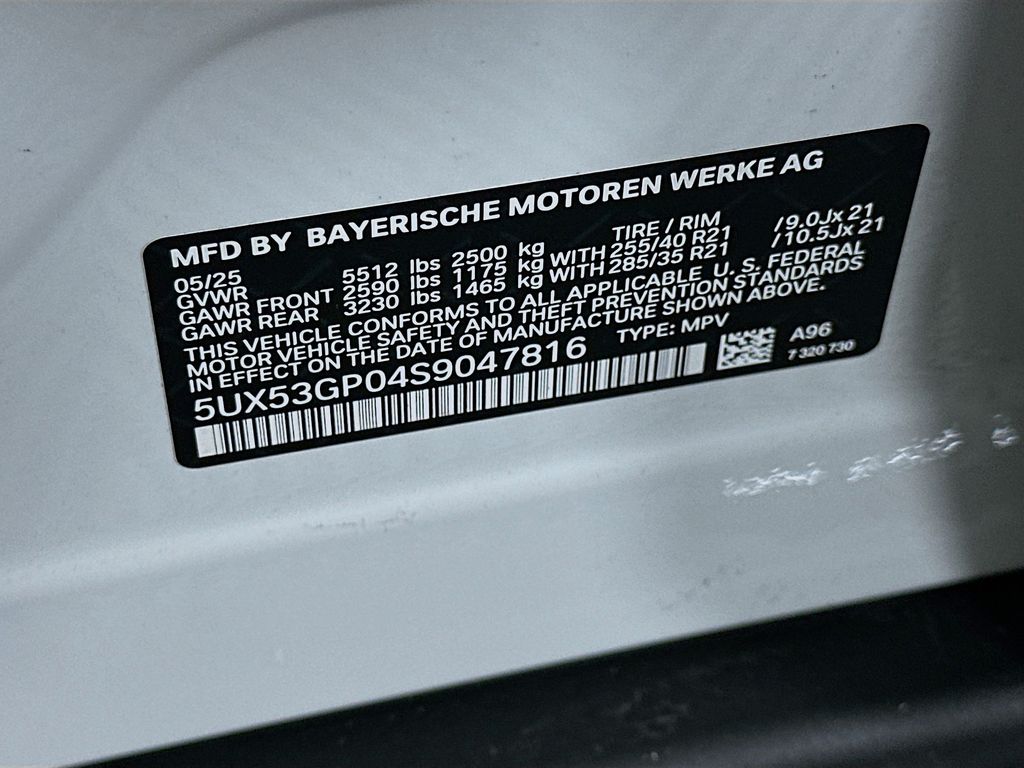 MFD BY BAYERISCHE MOTOREN WERKE AG
05/25 TIRE / RIM
GVWR 5512 lbs 2500 kg
GAWR FRONT 2590 lbs 1175 kg WITH 255/40 R21 /9.0Jx 21
GAWR REAR 3230 lbs 1465 kg WITH 285/35 R21 /10.5Jx 21
THIS VEHICLE CONFORMS TO ALL APPLICABLE U. S. FEDERAL
MOTOR VEHICLE SAFETY AND THEFT PREVENTION STANDARDS
IN EFFECT ON THE DATE OF MANUFACTURE SHOWN ABOVE.
5UX53GP04S9047816 TYPE: MPV A96
7 320 730